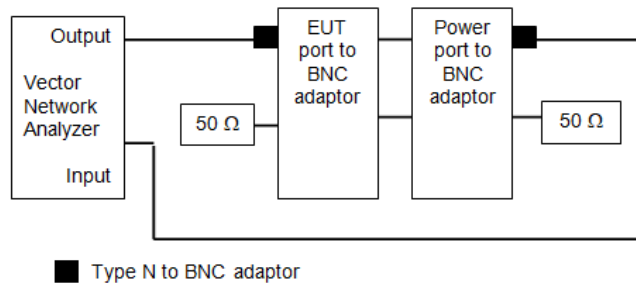 Output
Vector
Network
Analyzer
Input
50 Ω
EUT
port to
BNC
adaptor
Power
port to
BNC
adaptor
50 Ω
Type N to BNC adaptor